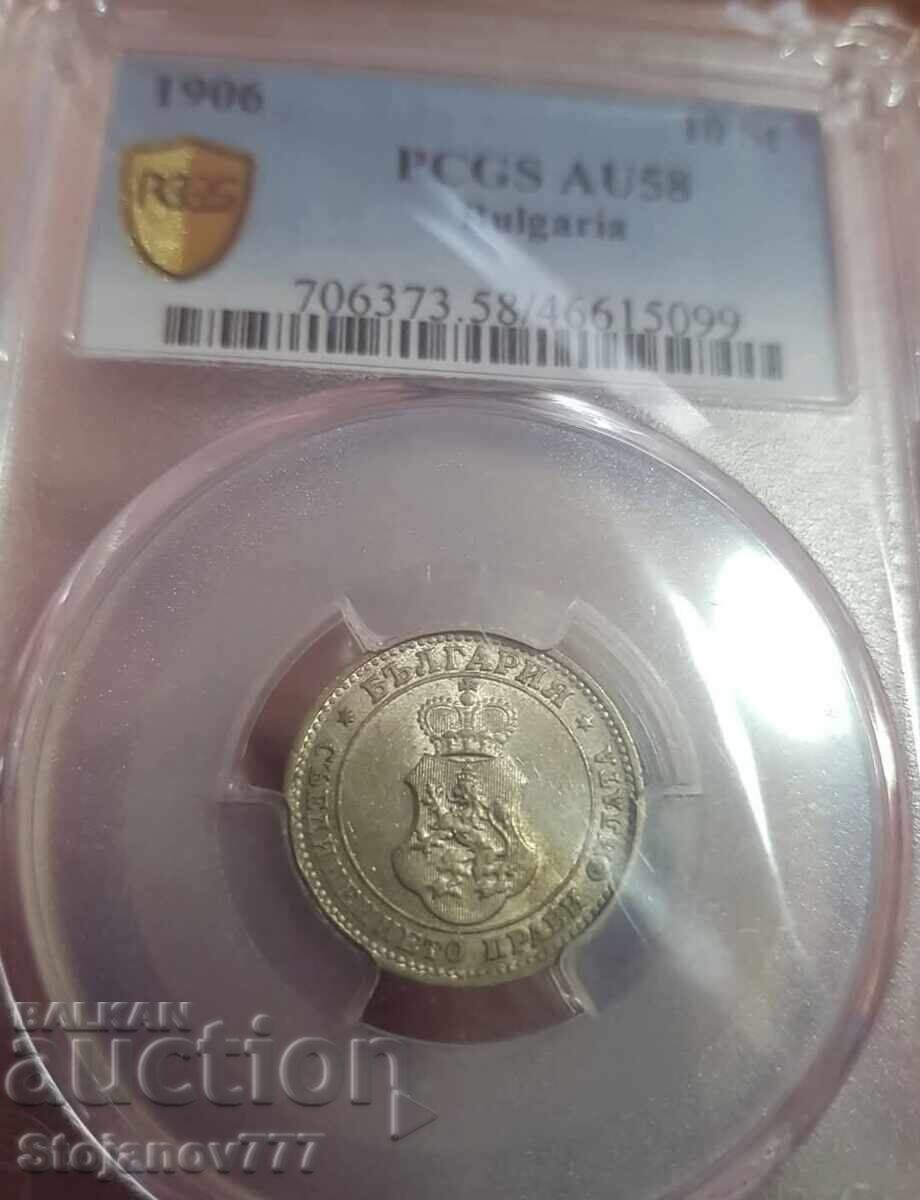 1906
10 St
PCGS AU58
PCGS
Bulgaria
706373.58/46615099
* БЪЛГАРИЯ *
СЪЕДИНЕНИЕТО ПРАВИ СИЛАТА
BALKAN
auction
Stojanov777